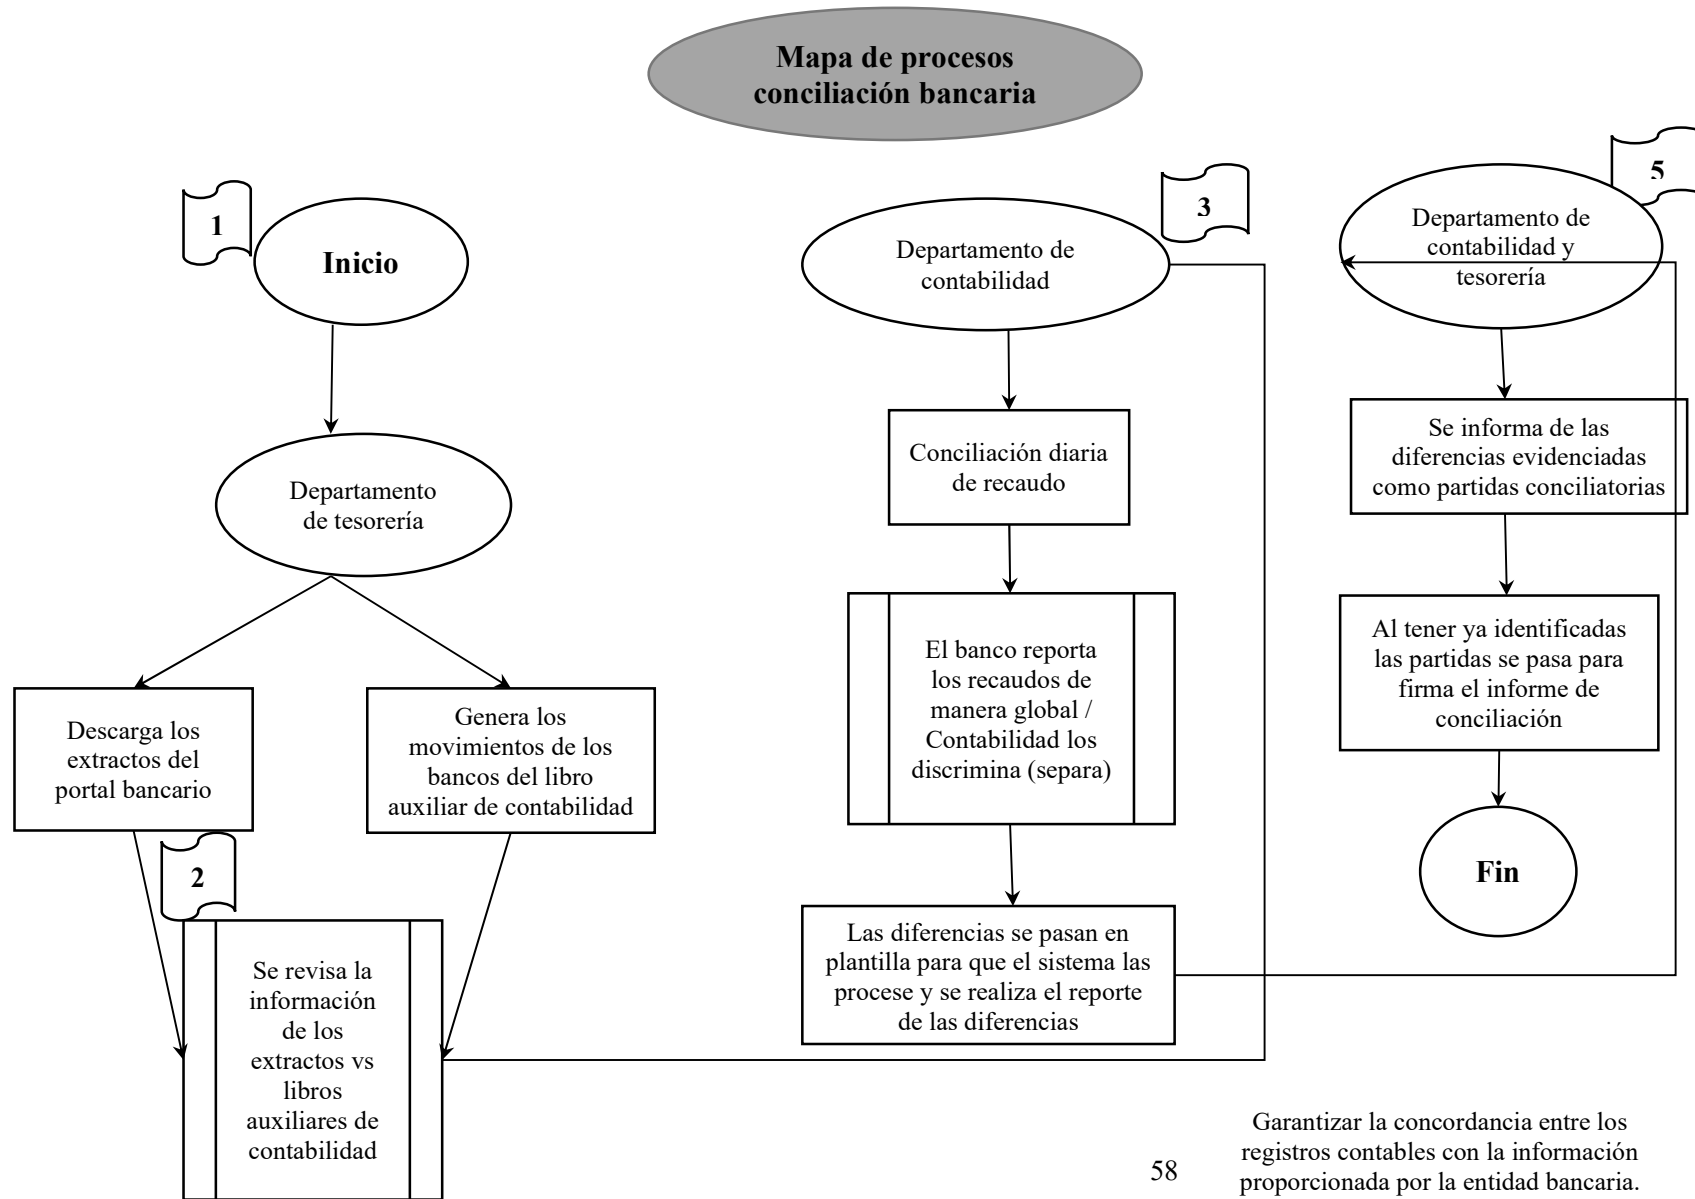 Mapa de procesos
conciliación bancaria
1
Inicio
Departamento
de tesorería
Descarga los
extractos del
portal bancario
Genera los
movimientos de los
bancos del libro
auxiliar de contabilidad
2
Se revisa la
información
de los
extractos vs
libros
auxiliares de
contabilidad
3
Departamento de
contabilidad
Conciliación diaria
de recaudo
El banco reporta
los recaudos de
manera global /
Contabilidad los
discrimina (separa)
Las diferencias se pasan en
plantilla para que el sistema las
procese y se realiza el reporte
de las diferencias
5
Departamento de
contabilidad y
tesorería
Se informa de las
diferencias evidenciadas
como partidas conciliatorias
Al tener ya identificadas
las partidas se pasa para
firma el informe de
conciliación
Fin
Garantizar la concordancia entre los
registros contables con la información
proporcionada por la entidad bancaria.
58